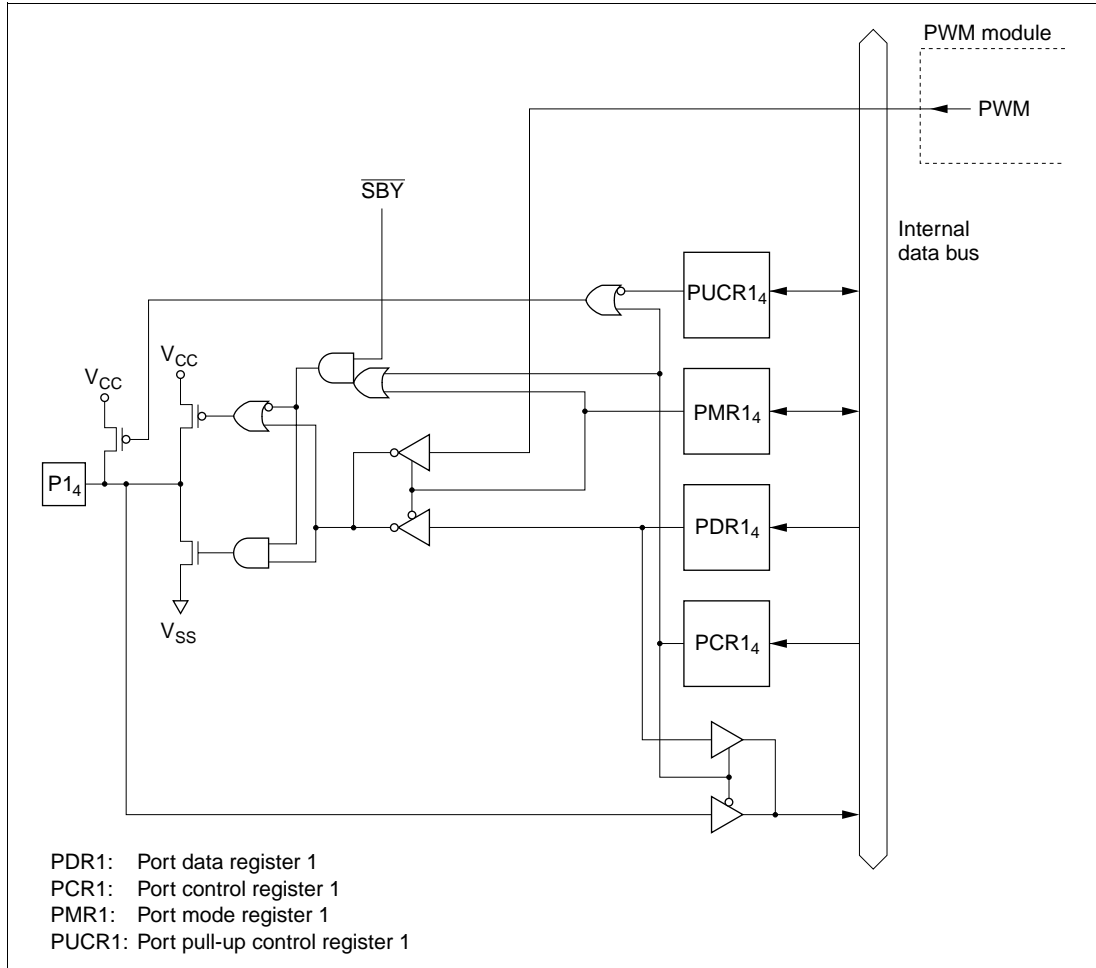 PWM module
PWM
SBY
Internal
data bus
PUCR1₄
V_CC
V_CC
PMR1₄
P1₄
PDR1₄
V_SS
PCR1₄
PDR1: Port data register 1
PCR1: Port control register 1
PMR1: Port mode register 1
PUCR1: Port pull-up control register 1